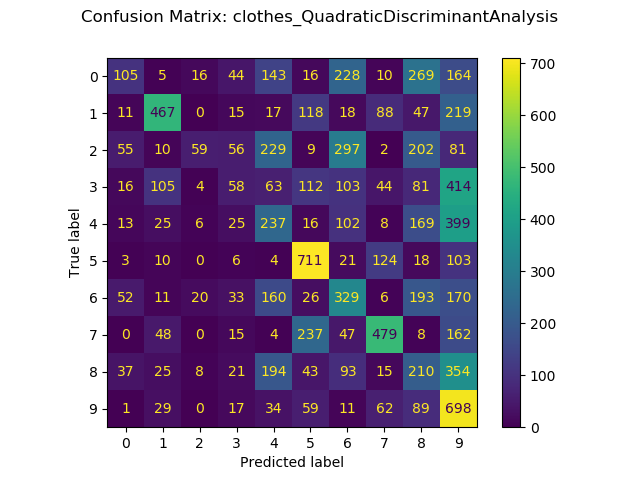 Confusion Matrix: clothes_QuadraticDiscriminantAnalysis
0 105 5 16 44 143 16 228 10 269 164
1 11 467 0 15 17 118 18 88 47 219
2 55 10 59 56 229 9 297 2 202 81
3 16 105 4 58 63 112 103 44 81 414
4 13 25 6 25 237 16 102 8 169 399
5 3 10 0 6 4 711 21 124 18 103
6 52 11 20 33 160 26 329 6 193 170
7 0 48 0 15 4 237 47 479 8 162
8 37 25 8 21 194 43 93 15 210 354
9 1 29 0 17 34 59 11 62 89 698
0 1 2 3 4 5 6 7 8 9
Predicted label
True label
700
600
500
400
300
200
100
0